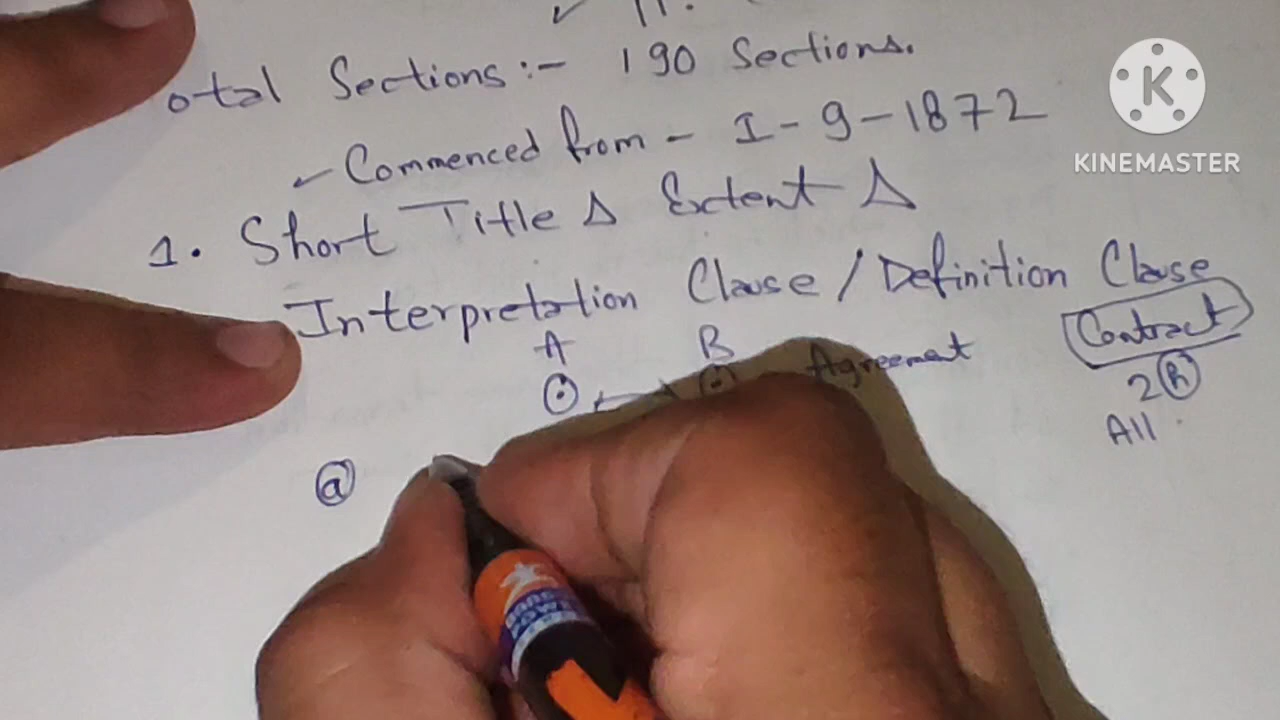 11.
otal Sections:- 190 Sections.
Commenced from - 1-9-1872
1. Short Title & Extent &
Interpretation Clause / Definition Clause
A B Agreement Contract
2(h)
All
(a)
K
KINEMASTER